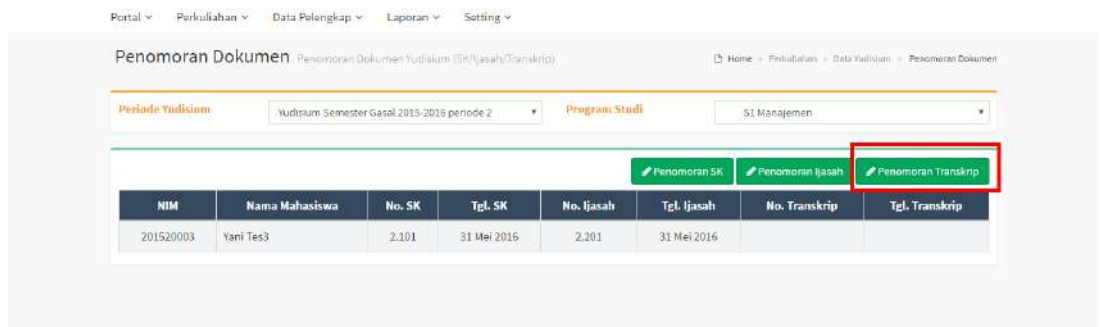 Portal Perkuliahan Data Pelengkap Laporan Setting
Penomoran Dokumen Penomoran Dokumen Yudisium (SK/Ijasah/Transkrip) Home > Perkuliahan > Data Yudisium > Penomoran Dokumen
Periode Yudisium Yudisium Semester Gasal 2015-2016 periode 2 Program Studi S1 Manajemen
Penomoran SK Penomoran Ijasah Penomoran Transkrip
NIM Nama Mahasiswa No. SK Tgl. SK No. Ijasah Tgl. Ijasah No. Transkrip Tgl. Transkrip
201520003 Yani Tes3 2.101 31 Mei 2016 2.201 31 Mei 2016